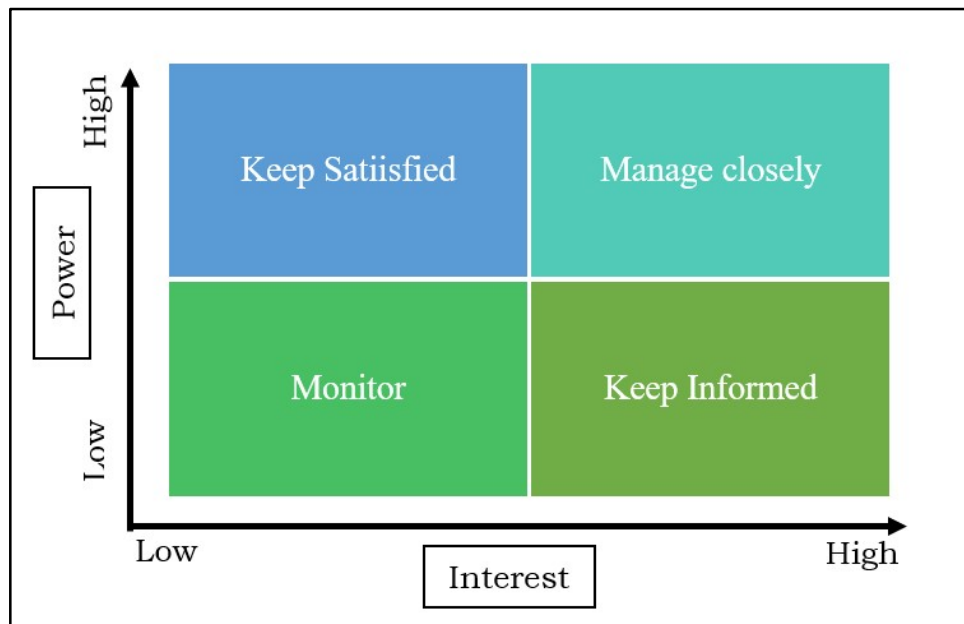 High
Keep Satiisfied
Manage closely
Power
Monitor
Keep Informed
Low
Low
High
Interest